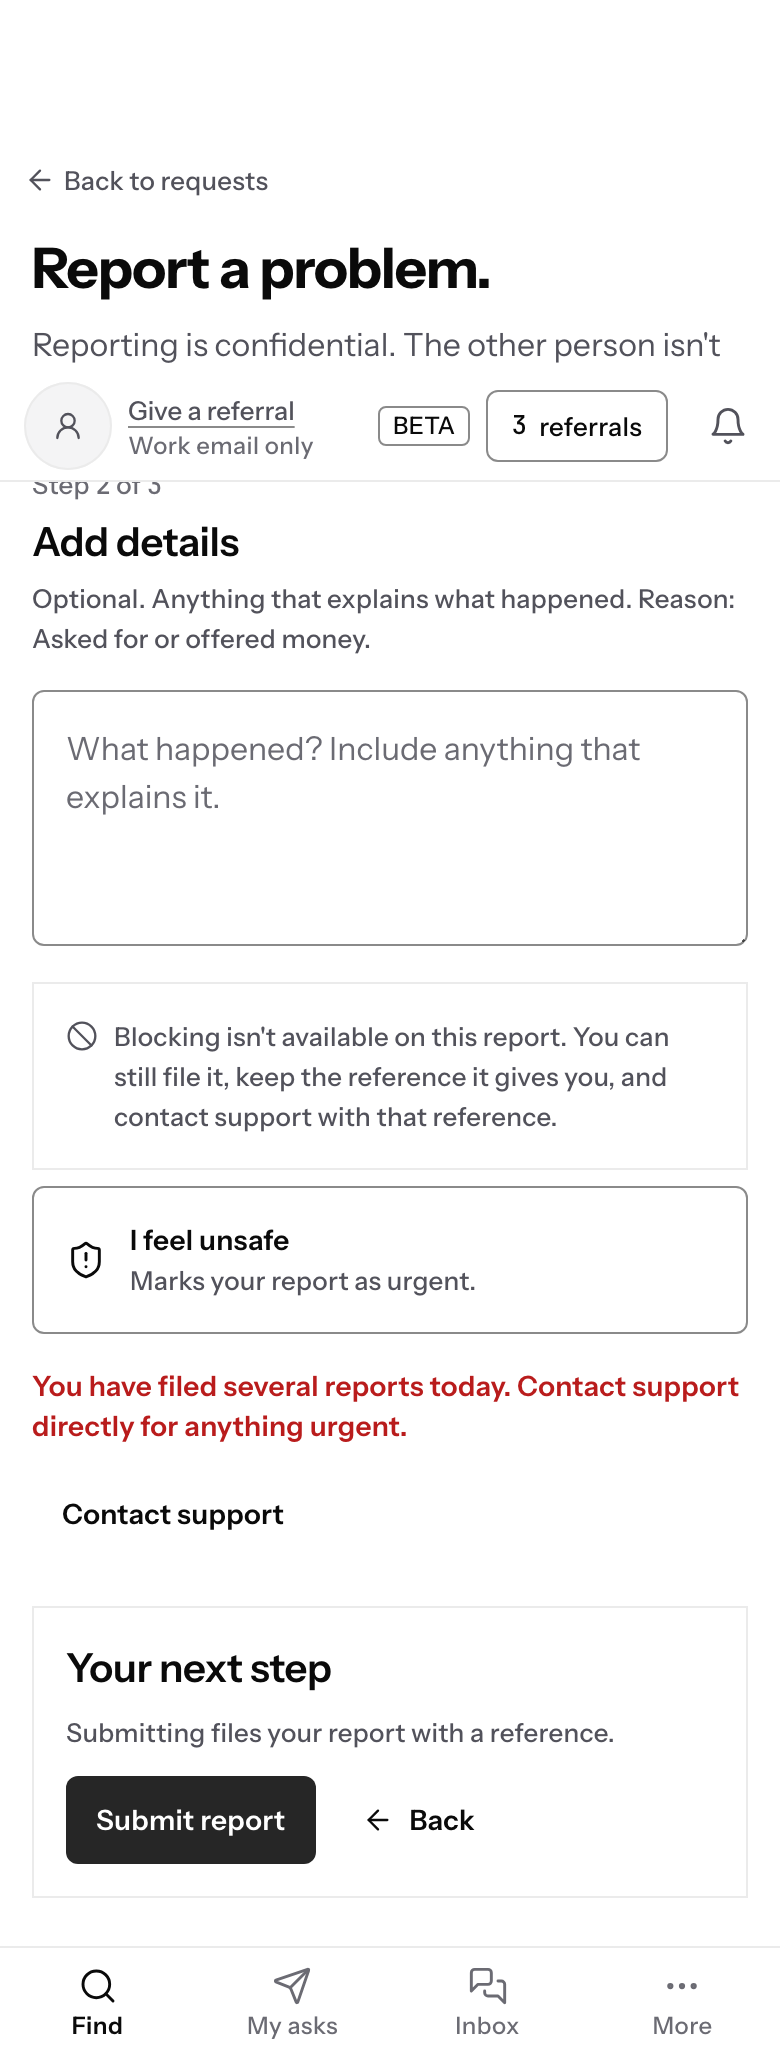 Back to requests
Report a problem.
Reporting is confidential. The other person isn't
Give a referral
Work email only
BETA
3 referrals
Step 2 of 3
Add details
Optional. Anything that explains what happened. Reason:
Asked for or offered money.
What happened? Include anything that
explains it.
Blocking isn't available on this report. You can
still file it, keep the reference it gives you, and
contact support with that reference.
I feel unsafe
Marks your report as urgent.
You have filed several reports today. Contact support
directly for anything urgent.
Contact support
Your next step
Submitting files your report with a reference.
Submit report
Back
Find
My asks
Inbox
More